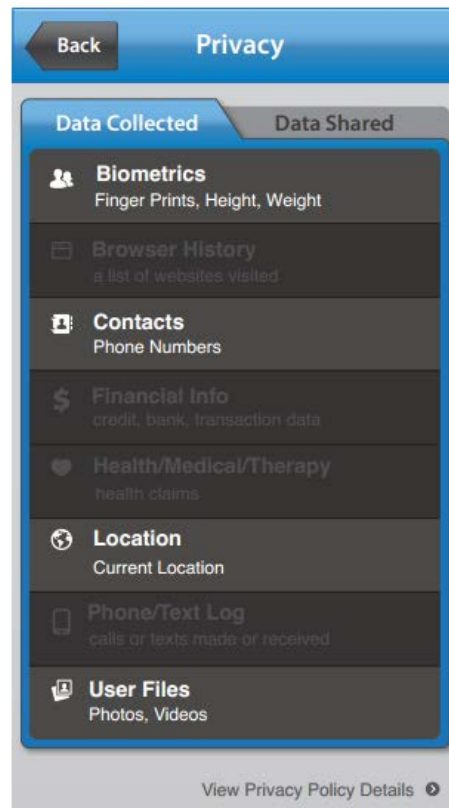 Back
Privacy
Data Collected
Data Shared
Biometrics
Finger Prints, Height, Weight
Browser History
a list of websites visited
Contacts
Phone Numbers
Financial Info
credit, bank, transaction data
Health/Medical/Therapy
health claims
Location
Current Location
Phone/Text Log
calls or texts made or received
User Files
Photos, Videos
View Privacy Policy Details